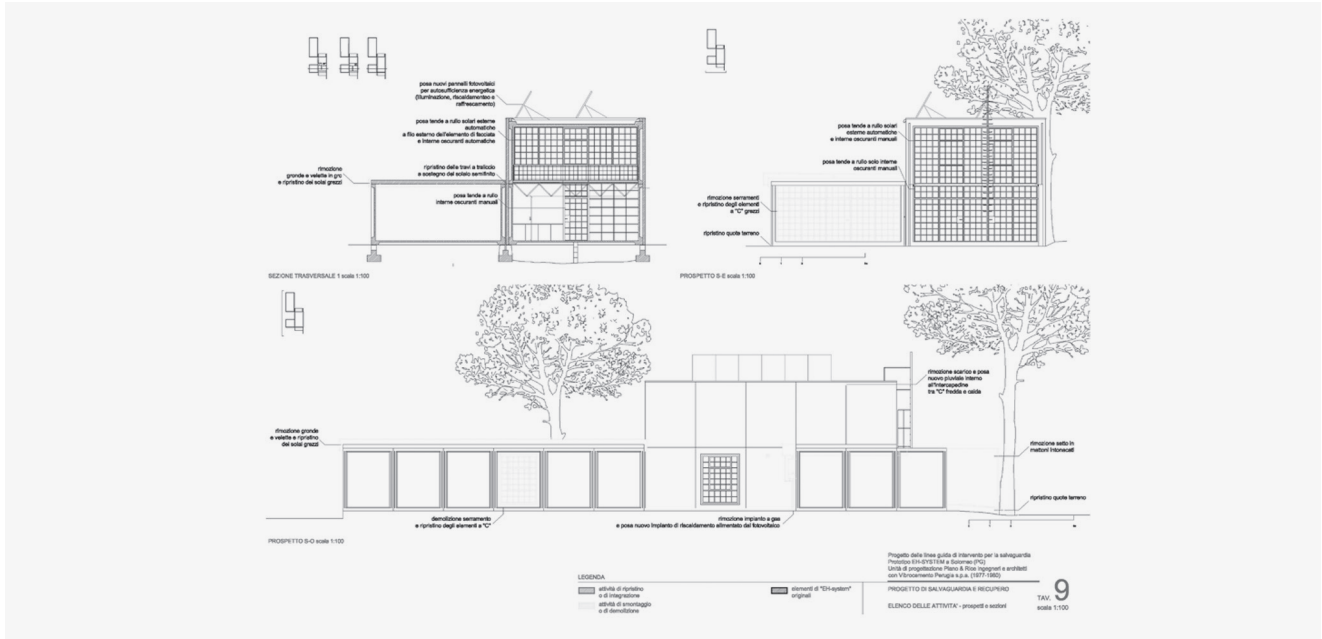 posa nuovi pannelli fotovoltaici
per autosufficienza energetica
(illuminazione, riscaldamento e
raffrescamento)
posa tende a rullo solari esterne
automatiche
a filo esterno dell'elemento di facciata
e interne oscuranti automatiche
rimozione
gronde e velette in grc
e ripristino dei solai grezzi
ripristino delle travi a traliccio
a sostegno del solaio semifinito
posa tende a rullo
interne oscuranti manuali
SEZIONE TRASVERSALE 1 scala 1:100
posa tende a rullo solari
esterne automatiche
e interne oscuranti manuali
posa tende a rullo solo interne
oscuranti manuali
rimozione serramenti
e ripristino degli elementi
a "C" grezzi
ripristino quote terreno
PROSPETTO S-E scala 1:100
rimozione scarico e posa
nuovo pluviale interno
all'intercapedine
tra "C" fredda e calda
rimozione gronde
e velette e ripristino
dei solai grezzi
rimozione setto in
mattoni intonacati
ripristino quote terreno
demolizione serramento
e ripristino degli elementi a "C"
rimozione impianto a gas
e posa nuovo impianto di riscaldamento alimentato dal fotovoltaico
PROSPETTO S-O scala 1:100
LEGENDA
attività di ripristino
o di integrazione
attività di smontaggio
o di demolizione
elementi di "EH-system"
originali
Progetto delle linee guida di intervento per la salvaguardia
Prototipo EH-SYSTEM a Solomeo (PG)
Unità di progettazione Piano & Rice ingegneri e architetti
con Vibrocemento Perugia s.p.a. (1977-1980)
PROGETTO DI SALVAGUARDIA E RECUPERO
ELENCO DELLE ATTIVITA' - prospetti e sezioni
TAV. 9
scala 1:100